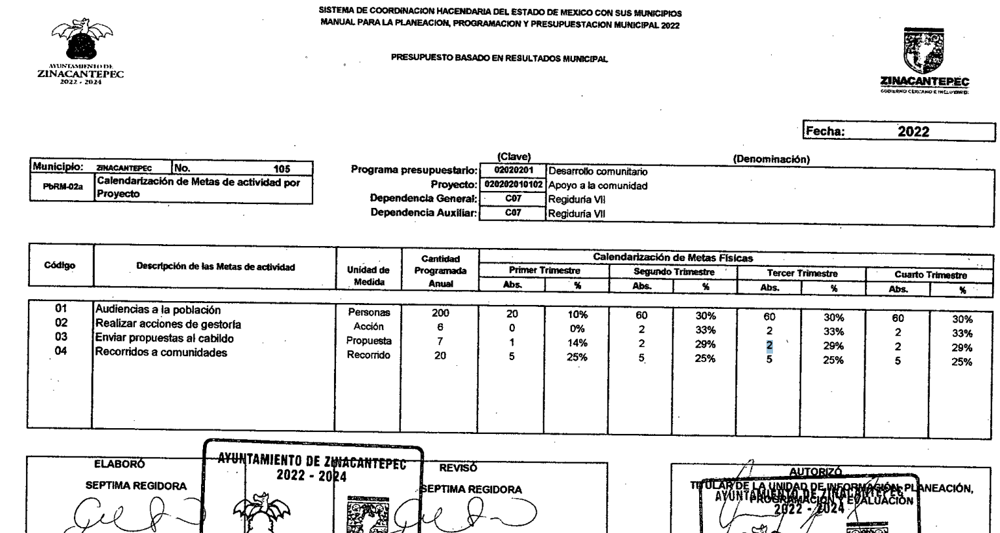 SISTEMA DE COORDINACION HACENDARIA DEL ESTADO DE MEXICO CON SUS MUNICIPIOS
MANUAL PARA LA PLANEACION, PROGRAMACION Y PRESUPUESTACION MUNICIPAL 2022
PRESUPUESTO BASADO EN RESULTADOS MUNICIPAL
AYUNTAMIENTO DE
ZINACANTEPEC
2022 - 2024
ZINACANTEPEC
GOBIERNO CERCANO E INCLUYENTE
Fecha: 2022
Municipio: ZINACANTEPEC No. 105
PbRM-02a Calendarización de Metas de actividad por
Proyecto
(Clave) (Denominación)
Programa presupuestario: 02020201 Desarrollo comunitario
Proyecto: 020202010102 Apoyo a la comunidad
Dependencia General: C07 Regiduría VII
Dependencia Auxiliar: C07 Regiduría VII
Código Descripción de las Metas de actividad Unidad de Medida Cantidad Programada Anual Calendarización de Metas Físicas
Primer Trimestre Segundo Trimestre Tercer Trimestre Cuarto Trimestre
Abs. % Abs. % Abs. % Abs. %
01 Audiencias a la población Personas 200 20 10% 60 30% 60 30% 60 30%
02 Realizar acciones de gestoría Acción 6 0 0% 2 33% 2 33% 2 33%
03 Enviar propuestas al cabildo Propuesta 7 1 14% 2 29% 2 29% 2 29%
04 Recorridos a comunidades Recorrido 20 5 25% 5 25% 5 25% 5 25%
ELABORÓ
SEPTIMA REGIDORA
AYUNTAMIENTO DE ZINACANTEPEC
2022 - 2024
REVISÓ
SEPTIMA REGIDORA
AUTORIZÓ
TITULAR DE LA UNIDAD DE INFORMACIÓN, PLANEACIÓN,
PROGRAMACIÓN Y EVALUACIÓN
AYUNTAMIENTO DE ZINACANTEPEC
2022 - 2024